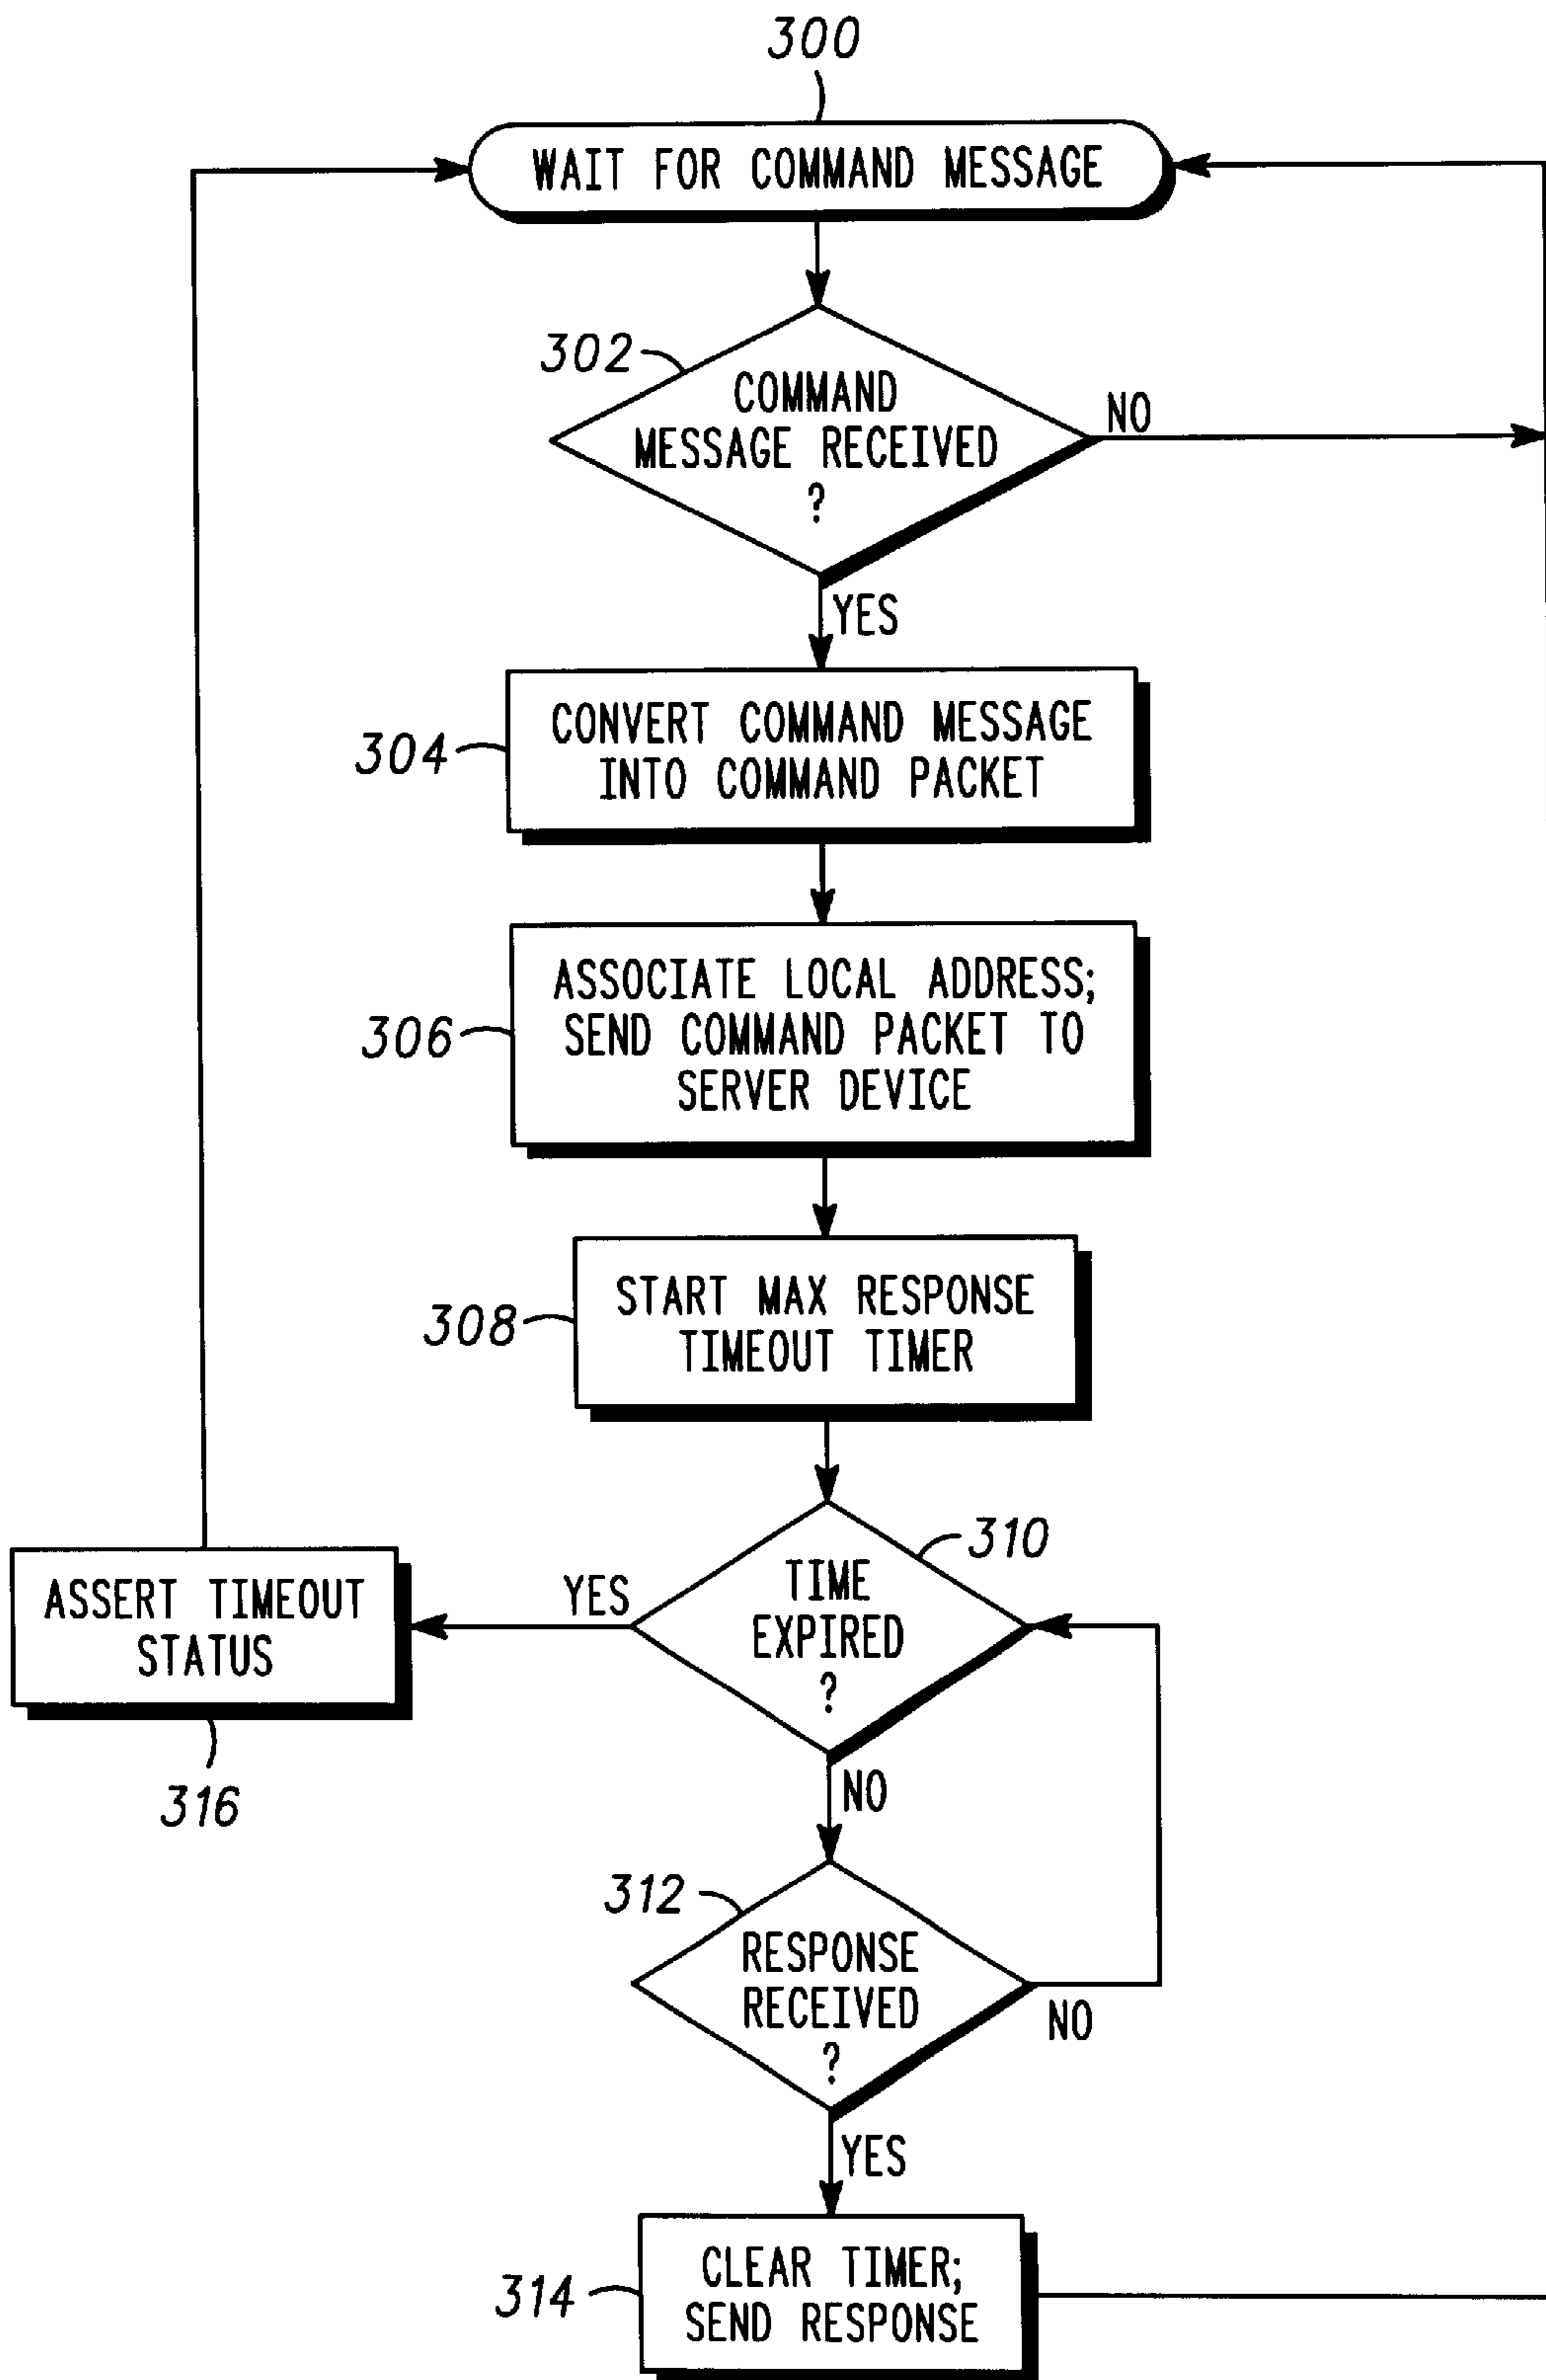 300
WAIT FOR COMMAND MESSAGE
302
COMMAND
MESSAGE RECEIVED
?
NO
YES
304
CONVERT COMMAND MESSAGE
INTO COMMAND PACKET
306
ASSOCIATE LOCAL ADDRESS;
SEND COMMAND PACKET TO
SERVER DEVICE
308
START MAX RESPONSE
TIMEOUT TIMER
310
TIME
EXPIRED
?
YES
ASSERT TIMEOUT
STATUS
316
NO
312
RESPONSE
RECEIVED
?
NO
YES
314
CLEAR TIMER;
SEND RESPONSE